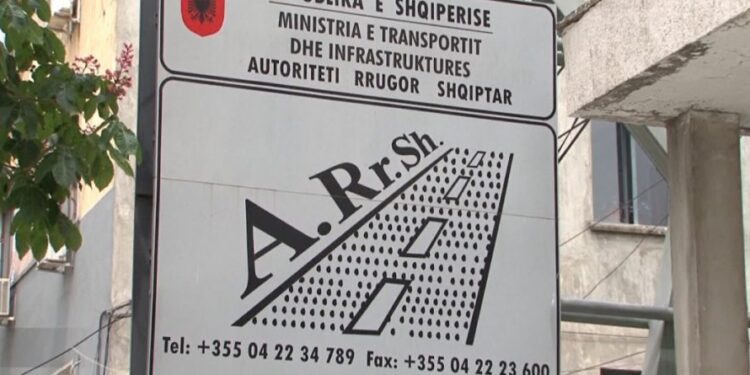 REPUBLIKA E SHQIPERISE
MINISTRIA E TRANSPORTIT
DHE INFRASTRUKTURES
AUTORITETI RRUGOR SHQIPTAR
A.Rr.Sh.
Tel: +355 04 22 34 789 Fax: +355 04 22 23 600